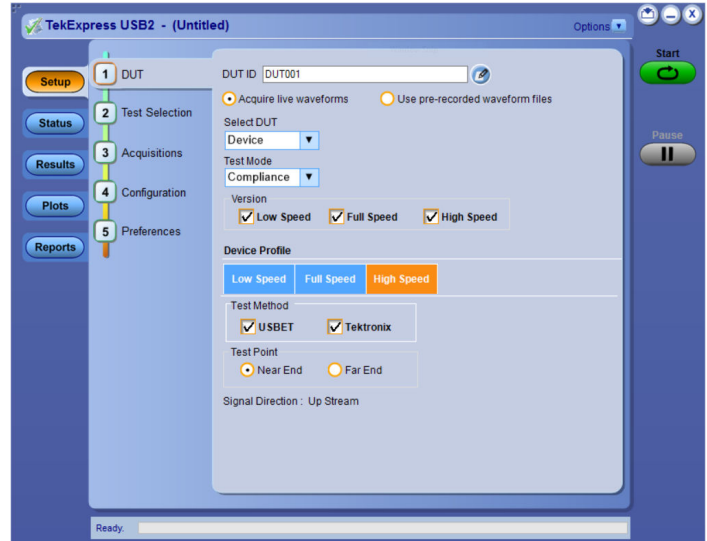 TekExpress USB2 - (Untitled)
Options
Start
Setup
1 DUT
DUT ID DUT001
Acquire live waveforms
Use pre-recorded waveform files
Status
2 Test Selection
Select DUT
Device
Pause
Results
3 Acquisitions
Test Mode
Compliance
Plots
4 Configuration
Version
Low Speed
Full Speed
High Speed
Reports
5 Preferences
Device Profile
Low Speed
Full Speed
High Speed
Test Method
USBET
Tektronix
Test Point
Near End
Far End
Signal Direction : Up Stream
Ready.